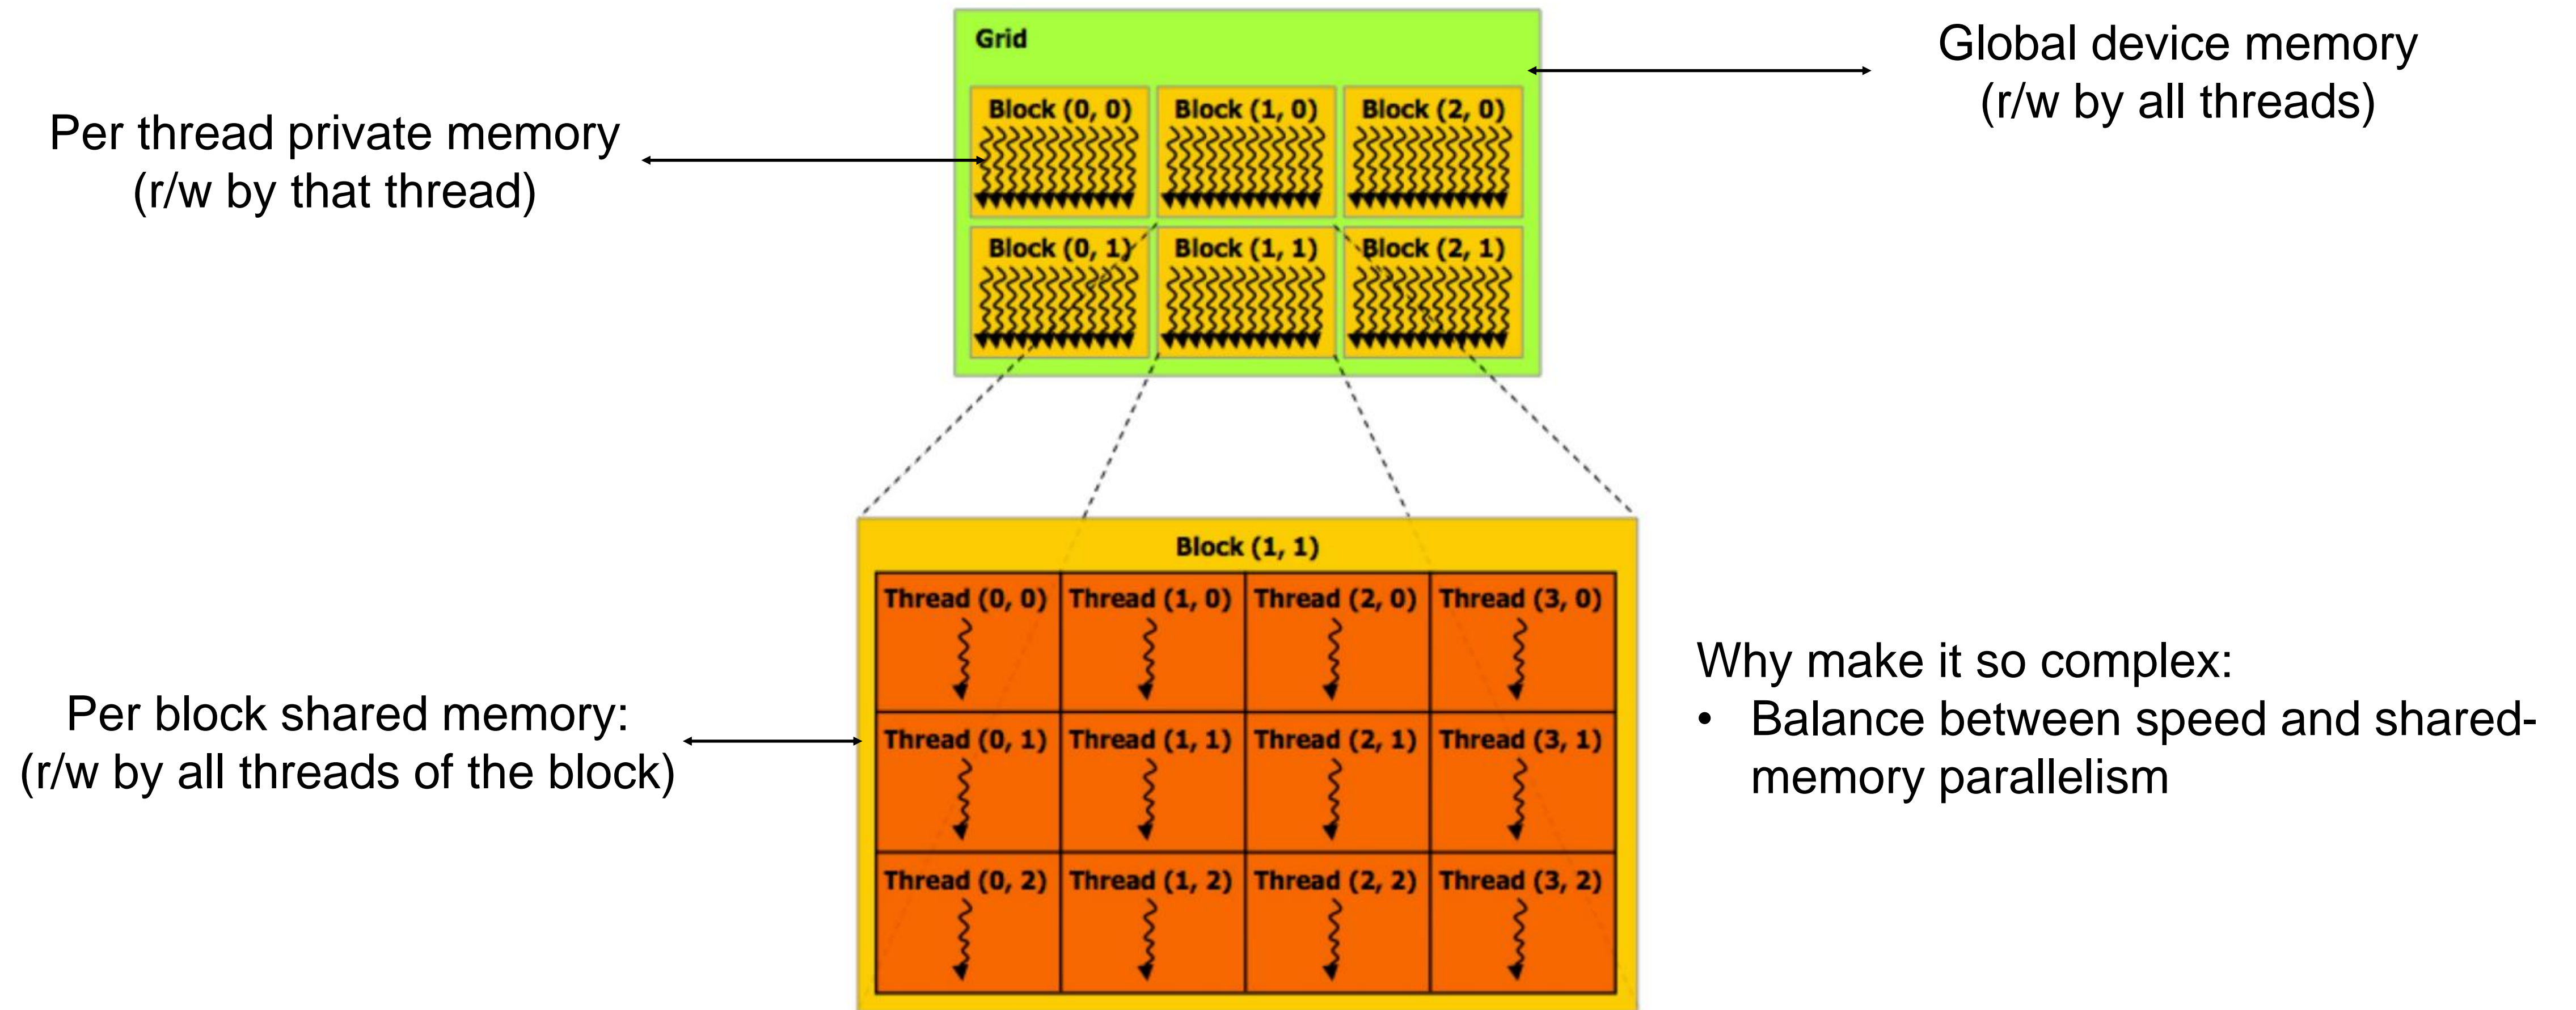 Per thread private memory
(r/w by that thread)
Grid
Block (0, 0) Block (1, 0) Block (2, 0)
Block (0, 1) Block (1, 1) Block (2, 1)
Global device memory
(r/w by all threads)
Per block shared memory:
(r/w by all threads of the block)
Block (1, 1)
Thread (0, 0) Thread (1, 0) Thread (2, 0) Thread (3, 0)
Thread (0, 1) Thread (1, 1) Thread (2, 1) Thread (3, 1)
Thread (0, 2) Thread (1, 2) Thread (2, 2) Thread (3, 2)
Why make it so complex:
• Balance between speed and shared-
memory parallelism